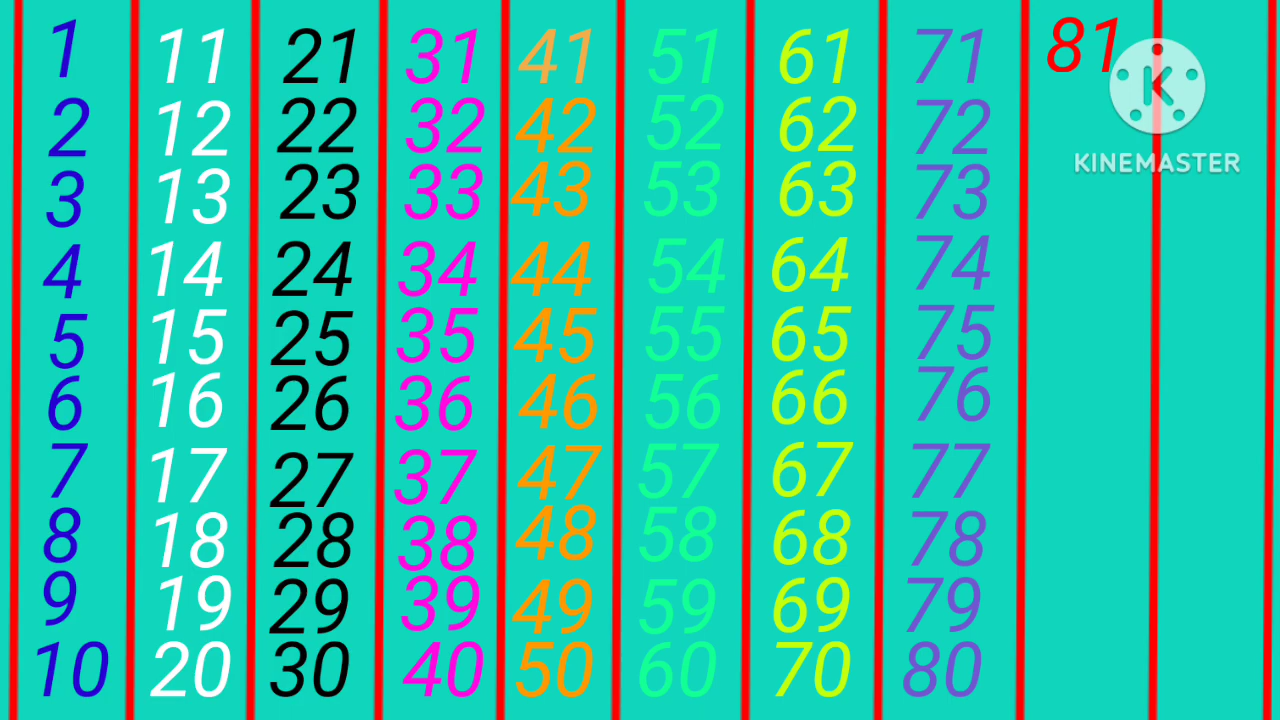 1 11 21 31 41 51 61 71 81
2 12 22 32 42 52 62 72
3 13 23 33 43 53 63 73
4 14 24 34 44 54 64 74
5 15 25 35 45 55 65 75
6 16 26 36 46 56 66 76
7 17 27 37 47 57 67 77
8 18 28 38 48 58 68 78
9 19 29 39 49 59 69 79
10 20 30 40 50 60 70 80
K
KINEMASTER